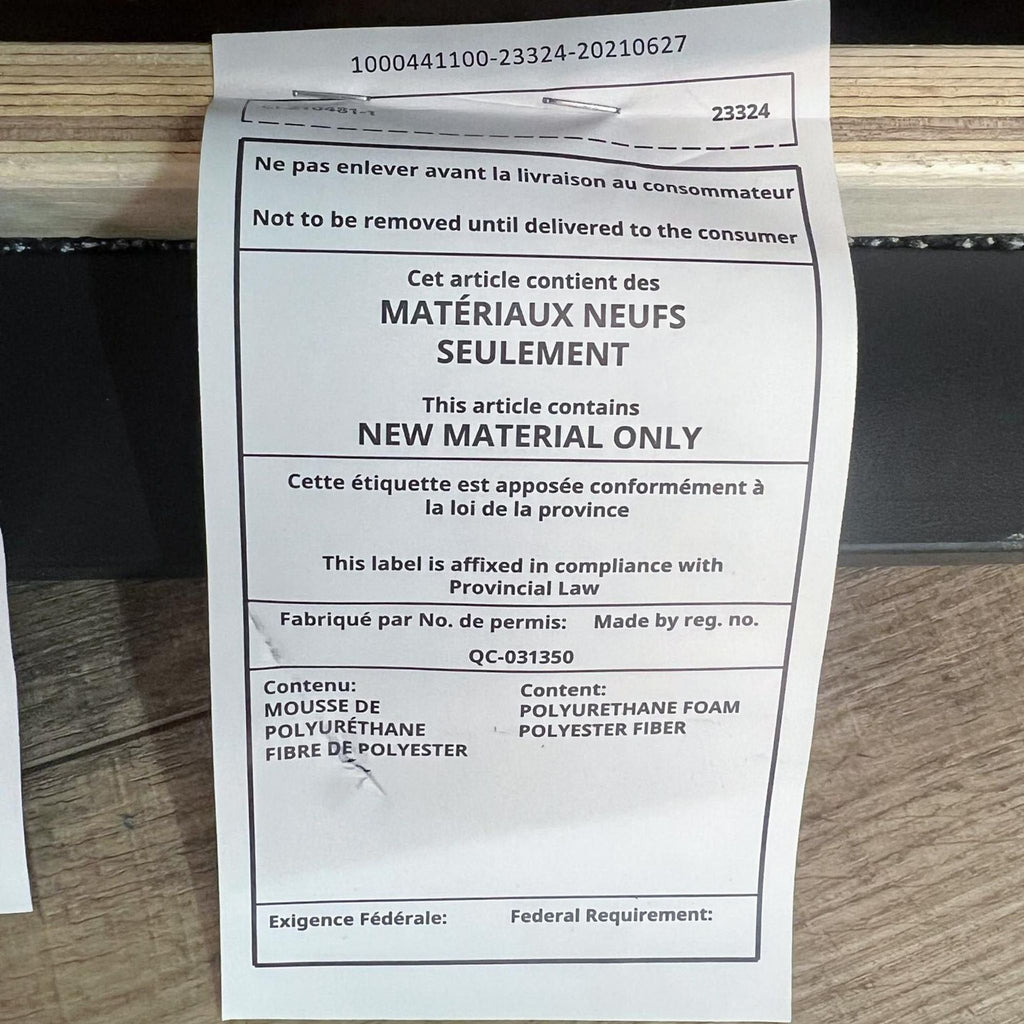 1000441100-23324-20210627
23324
Ne pas enlever avant la livraison au consommateur
Not to be removed until delivered to the consumer
Cet article contient des
MATÉRIAUX NEUFS
SEULEMENT
This article contains
NEW MATERIAL ONLY
Cette étiquette est apposée conformément à
la loi de la province
This label is affixed in compliance with
Provincial Law
Fabriqué par No. de permis: Made by reg. no.
QC-031350
Contenu:
MOUSSE DE
POLYURÉTHANE
FIBRE DE POLYESTER
Content:
POLYURETHANE FOAM
POLYESTER FIBER
Exigence Fédérale: Federal Requirement: